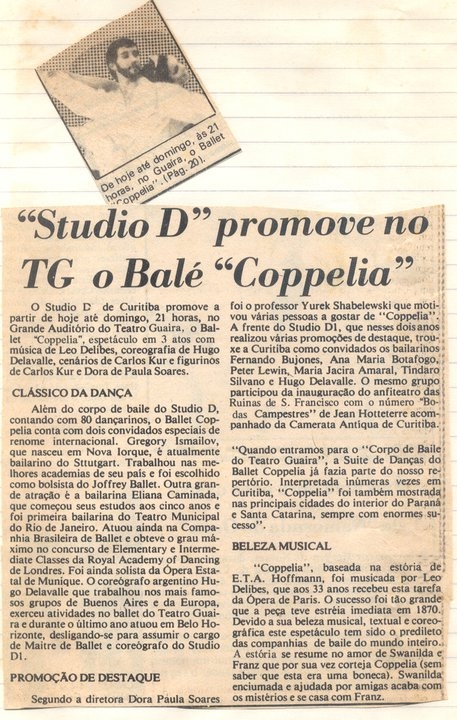 De hoje até domingo, às 21
horas, no Guaíra, o Ballet
"Coppelia". (Pág. 20).
"Studio D" promove no
TG o Balé "Coppelia"
O Studio D de Curitiba promove a
partir de hoje até domingo, 21 horas, no
Grande Auditório do Teatro Guaira, o Bal-
let "Coppelia", espetáculo em 3 atos com
música de Leo Delibes, coreografia de Hugo
Delavalle, cenários de Carlos Kur e figurinos
de Carlos Kur e Dora de Paula Soares.
CLÁSSICO DA DANÇA
Além do corpo de baile do Studio D,
contando com 80 dançarinos, o Ballet Cop-
pelia conta com dois convidados especiais
de renome internacional. Gregory Ismailov,
que nasceu em Nova Iorque, é atualmente
bailarino do Stuttgart. Trabalhou nas me-
lhores academias de seu país e foi escolhido
como bolsista do Joffrey Ballet. Outra gran-
de atração é a bailarina Eliana Caminada,
que começou seus estudos aos cinco anos e
foi primeira bailarina do Teatro Municipal
do Rio de Janeiro. Atuou ainda na Com-
panhia Brasileira de Ballet e obteve o grau má-
ximo no concurso de Elementary e Interme-
diate Classes da Royal Academy of Dancing
de Londres. Foi ainda solista da Ópera Esta-
tal de Munique. O coreógrafo argentino Hu-
go Delavalle que trabalhou nos mais famo-
sos grupos de Buenos Aires e da Europa,
exerceu atividades no ballet do Teatro Guaí-
ra e durante o último ano atuou em Belo Ho-
rizonte, desligando-se para assumir o cargo
de Maitre de Ballet e coreógrafo do Studio
D1.
PROMOÇÃO DE DESTAQUE
Segundo a diretora Dora Paula Soares
foi o professor Yurek Shabelewski que moti-
vou várias pessoas a gostar de "Coppelia".
A frente do Studio D1, que nesses dois anos
realizou várias promoções de destaque, trou-
xe a Curitiba como convidados os bailarinos
Fernando Bujones, Ana Maria Botafogo,
Peter Lewin, Maria Jacira Amaral, Tíndaro
Silvano e Hugo Delavalle. O mesmo grupo
participou da inauguração do anfiteatro das
Ruínas de S. Francisco com o número "Bo-
das Campestres" de Jean Hotteterre acom-
panhado da Camerata Antiqua de Curitiba.
"Quando entramos para o "Corpo de Baile
do Teatro Guaíra", a Suite de Danças do
Ballet Coppelia já fazia parte do nosso re-
pertório. Interpretada inúmeras vezes em
Curitiba, "Coppelia" foi também mostrada
nas principais cidades do interior do Paraná
e Santa Catarina, sempre com enormes su-
cesso".
BELEZA MUSICAL
"Coppelia", baseada na estória de
E.T.A. Hoffmann, foi musicada por Leo
Delibes, que aos 33 anos recebeu esta tarefa
da Ópera de Paris. O sucesso foi tão grande
que a peça teve estréia imediata em 1870.
Devido a sua beleza musical, textual e coreo-
gráfica este espetáculo tem sido o predileto
das companhias de baile do mundo inteiro.
A estória se resume no amor de Swanilda e
Franz que por sua vez corteja Coppelia (sem
saber que esta era uma boneca). Swanilda
enciumada e ajudada por amigas acaba com
os mistérios e se casa com Franz.